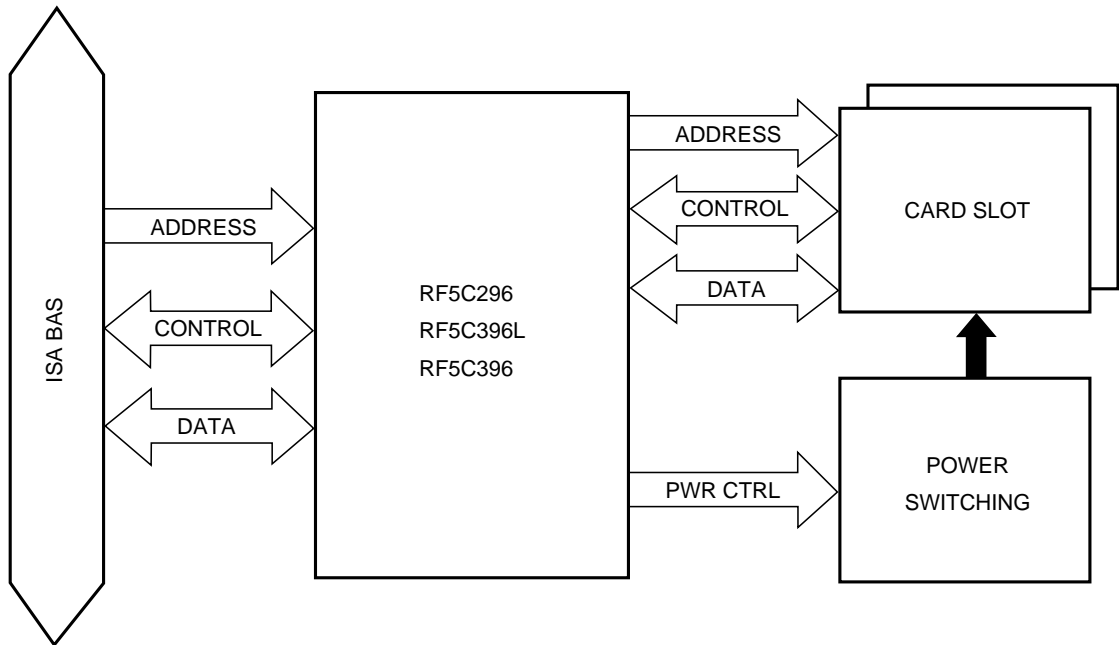 ISA BAS
ADDRESS
CONTROL
DATA
RF5C296
RF5C396L
RF5C396
ADDRESS
CONTROL
DATA
PWR CTRL
CARD SLOT
POWER
SWITCHING